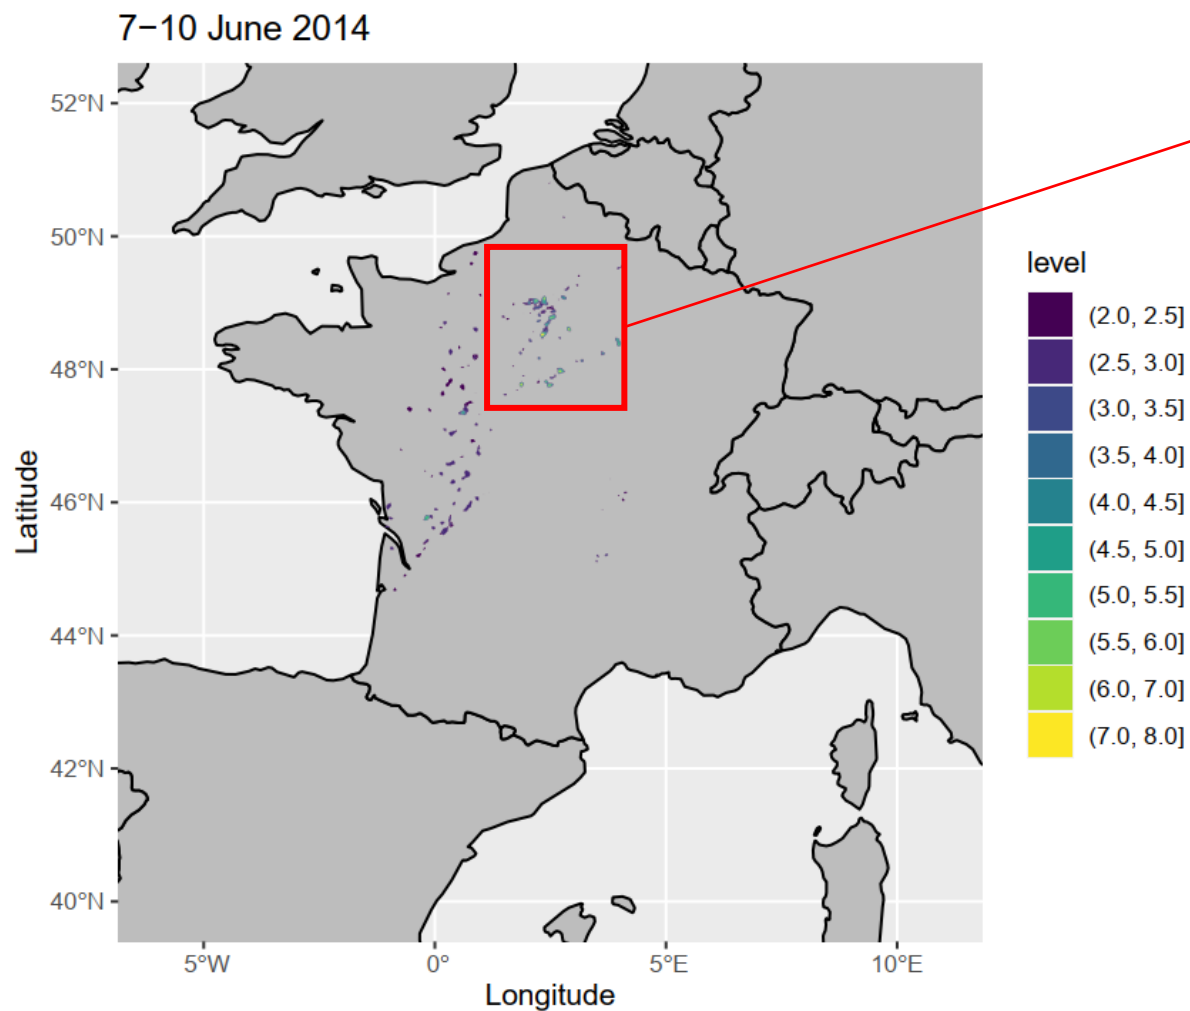 7−10 June 2014
52°N
50°N
48°N
46°N
44°N
42°N
40°N
Latitude
5°W
0°
5°E
10°E
Longitude
level
(2.0, 2.5]
(2.5, 3.0]
(3.0, 3.5]
(3.5, 4.0]
(4.0, 4.5]
(4.5, 5.0]
(5.0, 5.5]
(5.5, 6.0]
(6.0, 7.0]
(7.0, 8.0]